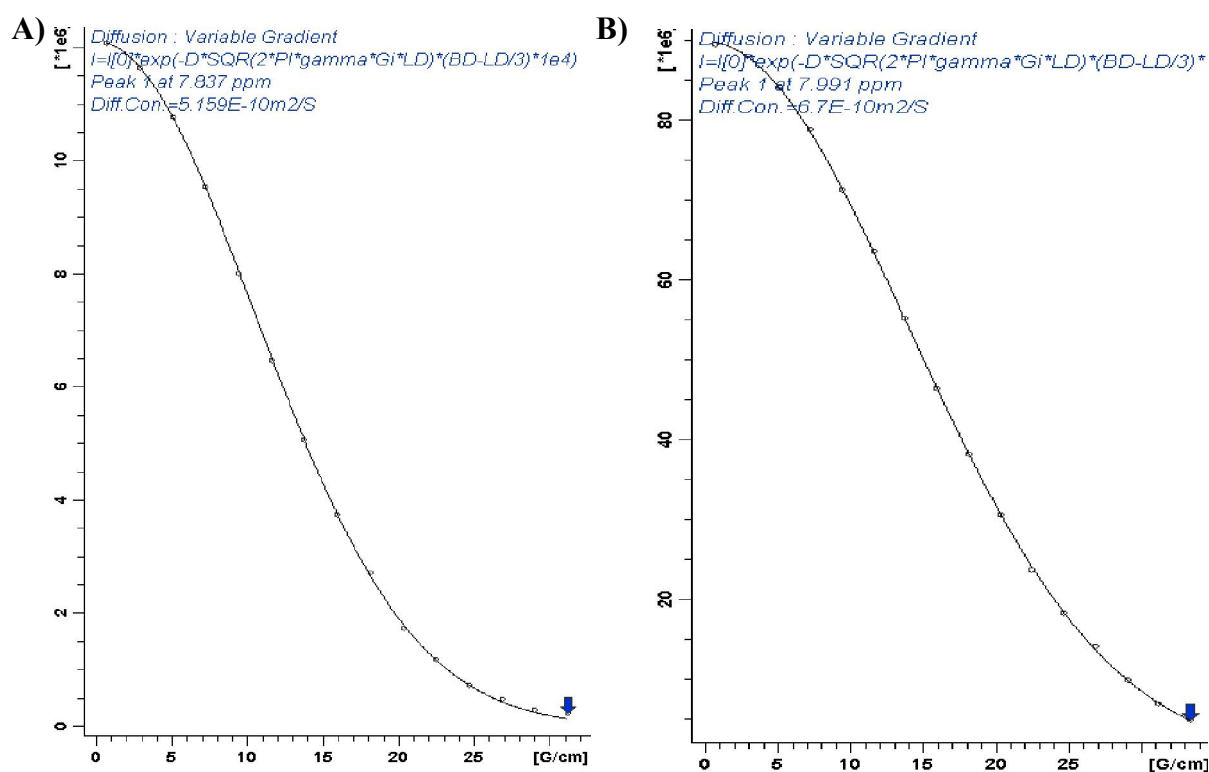 A)
[ *1e6]
Diffusion : Variable Gradient
I=I[0]*exp(-D*SQR(2*PI*gamma*Gi*LD)*(BD-LD/3)*1e4)
Peak 1 at 7.837 ppm
Diff.Con.=5.159E-10m2/S
10
8
6
4
2
0
0 5 10 15 20 [G/cm]
B)
[ *1e6]
Diffusion : Variable Gradient
I=I[0]*exp(-D*SQR(2*PI*gamma*Gi*LD)*(BD-LD/3)*
Peak 1 at 7.991 ppm
Diff.Con.=6.7E-10m2/S
80
60
40
20
0 5 10 15 20 25 [G/cm]